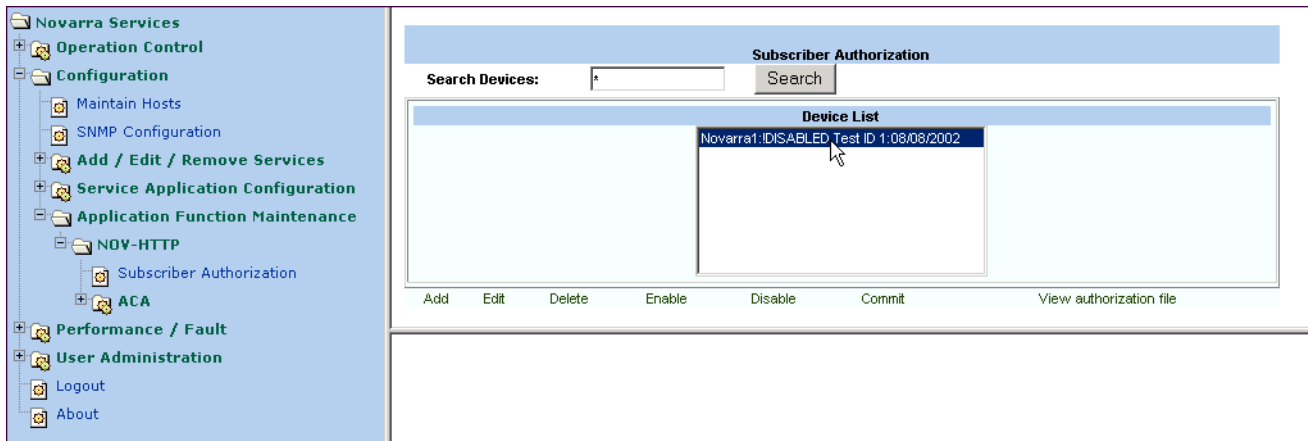 Novarra Services
Operation Control
Configuration
Maintain Hosts
SNMP Configuration
Add / Edit / Remove Services
Service Application Configuration
Application Function Maintenance
NOV-HTTP
Subscriber Authorization
ACA
Performance / Fault
User Administration
Logout
About
Subscriber Authorization
Search Devices: * Search
Device List
Novarra1:!DISABLED Test ID 1:08/08/2002
Add Edit Delete Enable Disable Commit View authorization file